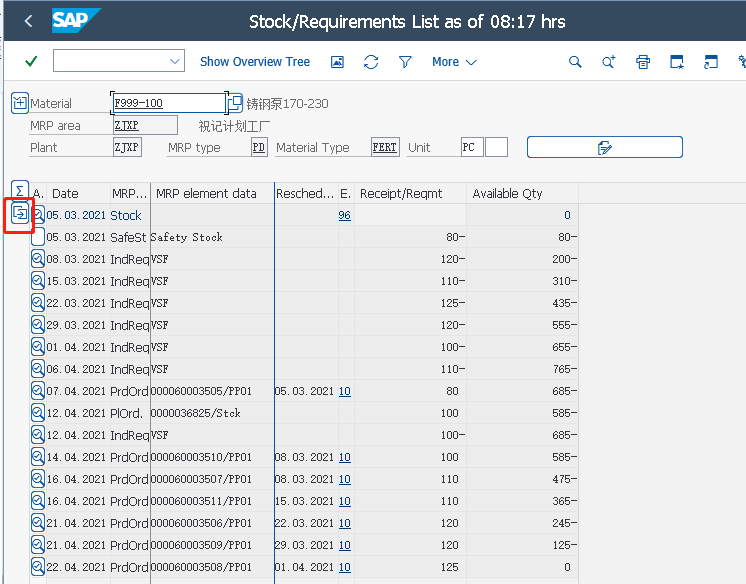 SAP Stock/Requirements List as of 08:17 hrs
Show Overview Tree More
Material F999-100 铸钢泵170-230
MRP area ZJXP 祝记计划工厂
Plant ZJXP MRP type PD Material Type FERT Unit PC
Σ A. Date MRP... MRP element data Resched... E. Receipt/Reqmt Available Qty
05.03.2021 Stock 96 0
05.03.2021 SafeSt Safety Stock 80- 80-
08.03.2021 IndReq VSF 120- 200-
15.03.2021 IndReq VSF 110- 310-
22.03.2021 IndReq VSF 125- 435-
29.03.2021 IndReq VSF 120- 555-
01.04.2021 IndReq VSF 100- 655-
06.04.2021 IndReq VSF 110- 765-
07.04.2021 PrdOrd 000060003505/PP01 05.03.2021 10 80 685-
12.04.2021 PlOrd. 0000036825/Stck 100 585-
12.04.2021 IndReq VSF 100- 685-
14.04.2021 PrdOrd 000060003510/PP01 08.03.2021 10 100 585-
16.04.2021 PrdOrd 000060003507/PP01 08.03.2021 10 110 475-
16.04.2021 PrdOrd 000060003511/PP01 15.03.2021 10 110 365-
21.04.2021 PrdOrd 000060003506/PP01 22.03.2021 10 120 245-
21.04.2021 PrdOrd 000060003509/PP01 29.03.2021 10 120 125-
22.04.2021 PrdOrd 000060003508/PP01 01.04.2021 10 125 0